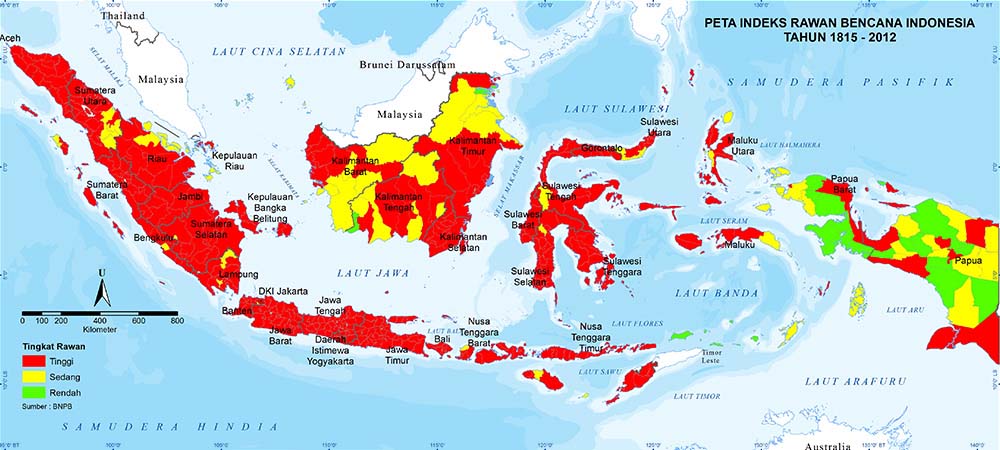 PETA INDEKS RAWAN BENCANA INDONESIA
TAHUN 1815 - 2012
Thailand
Aceh
LAUT CINA SELATAN
Brunei Darussalam
SAMUDERA PASIFIK
SELAT MALAKA
Malaysia
Malaysia
Sumatera
Utara
LAUT SULAWESI
Sulawesi
Utara
Kalimantan
Timur
Gorontalo
Maluku
Utara
LAUT HALMAHERA
Riau
Kepulauan
Riau
Kalimantan
Barat
SELAT MAKASSAR
Papua
Barat
Sumatera
Barat
Jambi
Kepulauan
Bangka
Belitung
Kalimantan
Tengah
Sulawesi
Tengah
Sumatera
Selatan
Sulawesi
Barat
LAUT SERAM
Bengkulu
Kalimantan
Selatan
Maluku
Papua
Lampung
LAUT JAWA
Sulawesi
Selatan
Sulawesi
Tenggara
U
DKI Jakarta
Banten
Jawa
Tengah
LAUT BANDA
LAUT ARU
0 100 200 400 600 800
Kilometer
Jawa
Barat
Daerah
Istimewa
Yogyakarta
Jawa
Timur
LAUT BALI
Bali
Nusa
Tenggara
Barat
Nusa
Tenggara
Timur
LAUT FLORES
Timor
Leste
Tingkat Rawan
Tinggi
Sedang
Rendah
Sumber : BNPB
LAUT SAWU
LAUT TIMOR
LAUT ARAFURU
SAMUDERA HINDIA
Australia